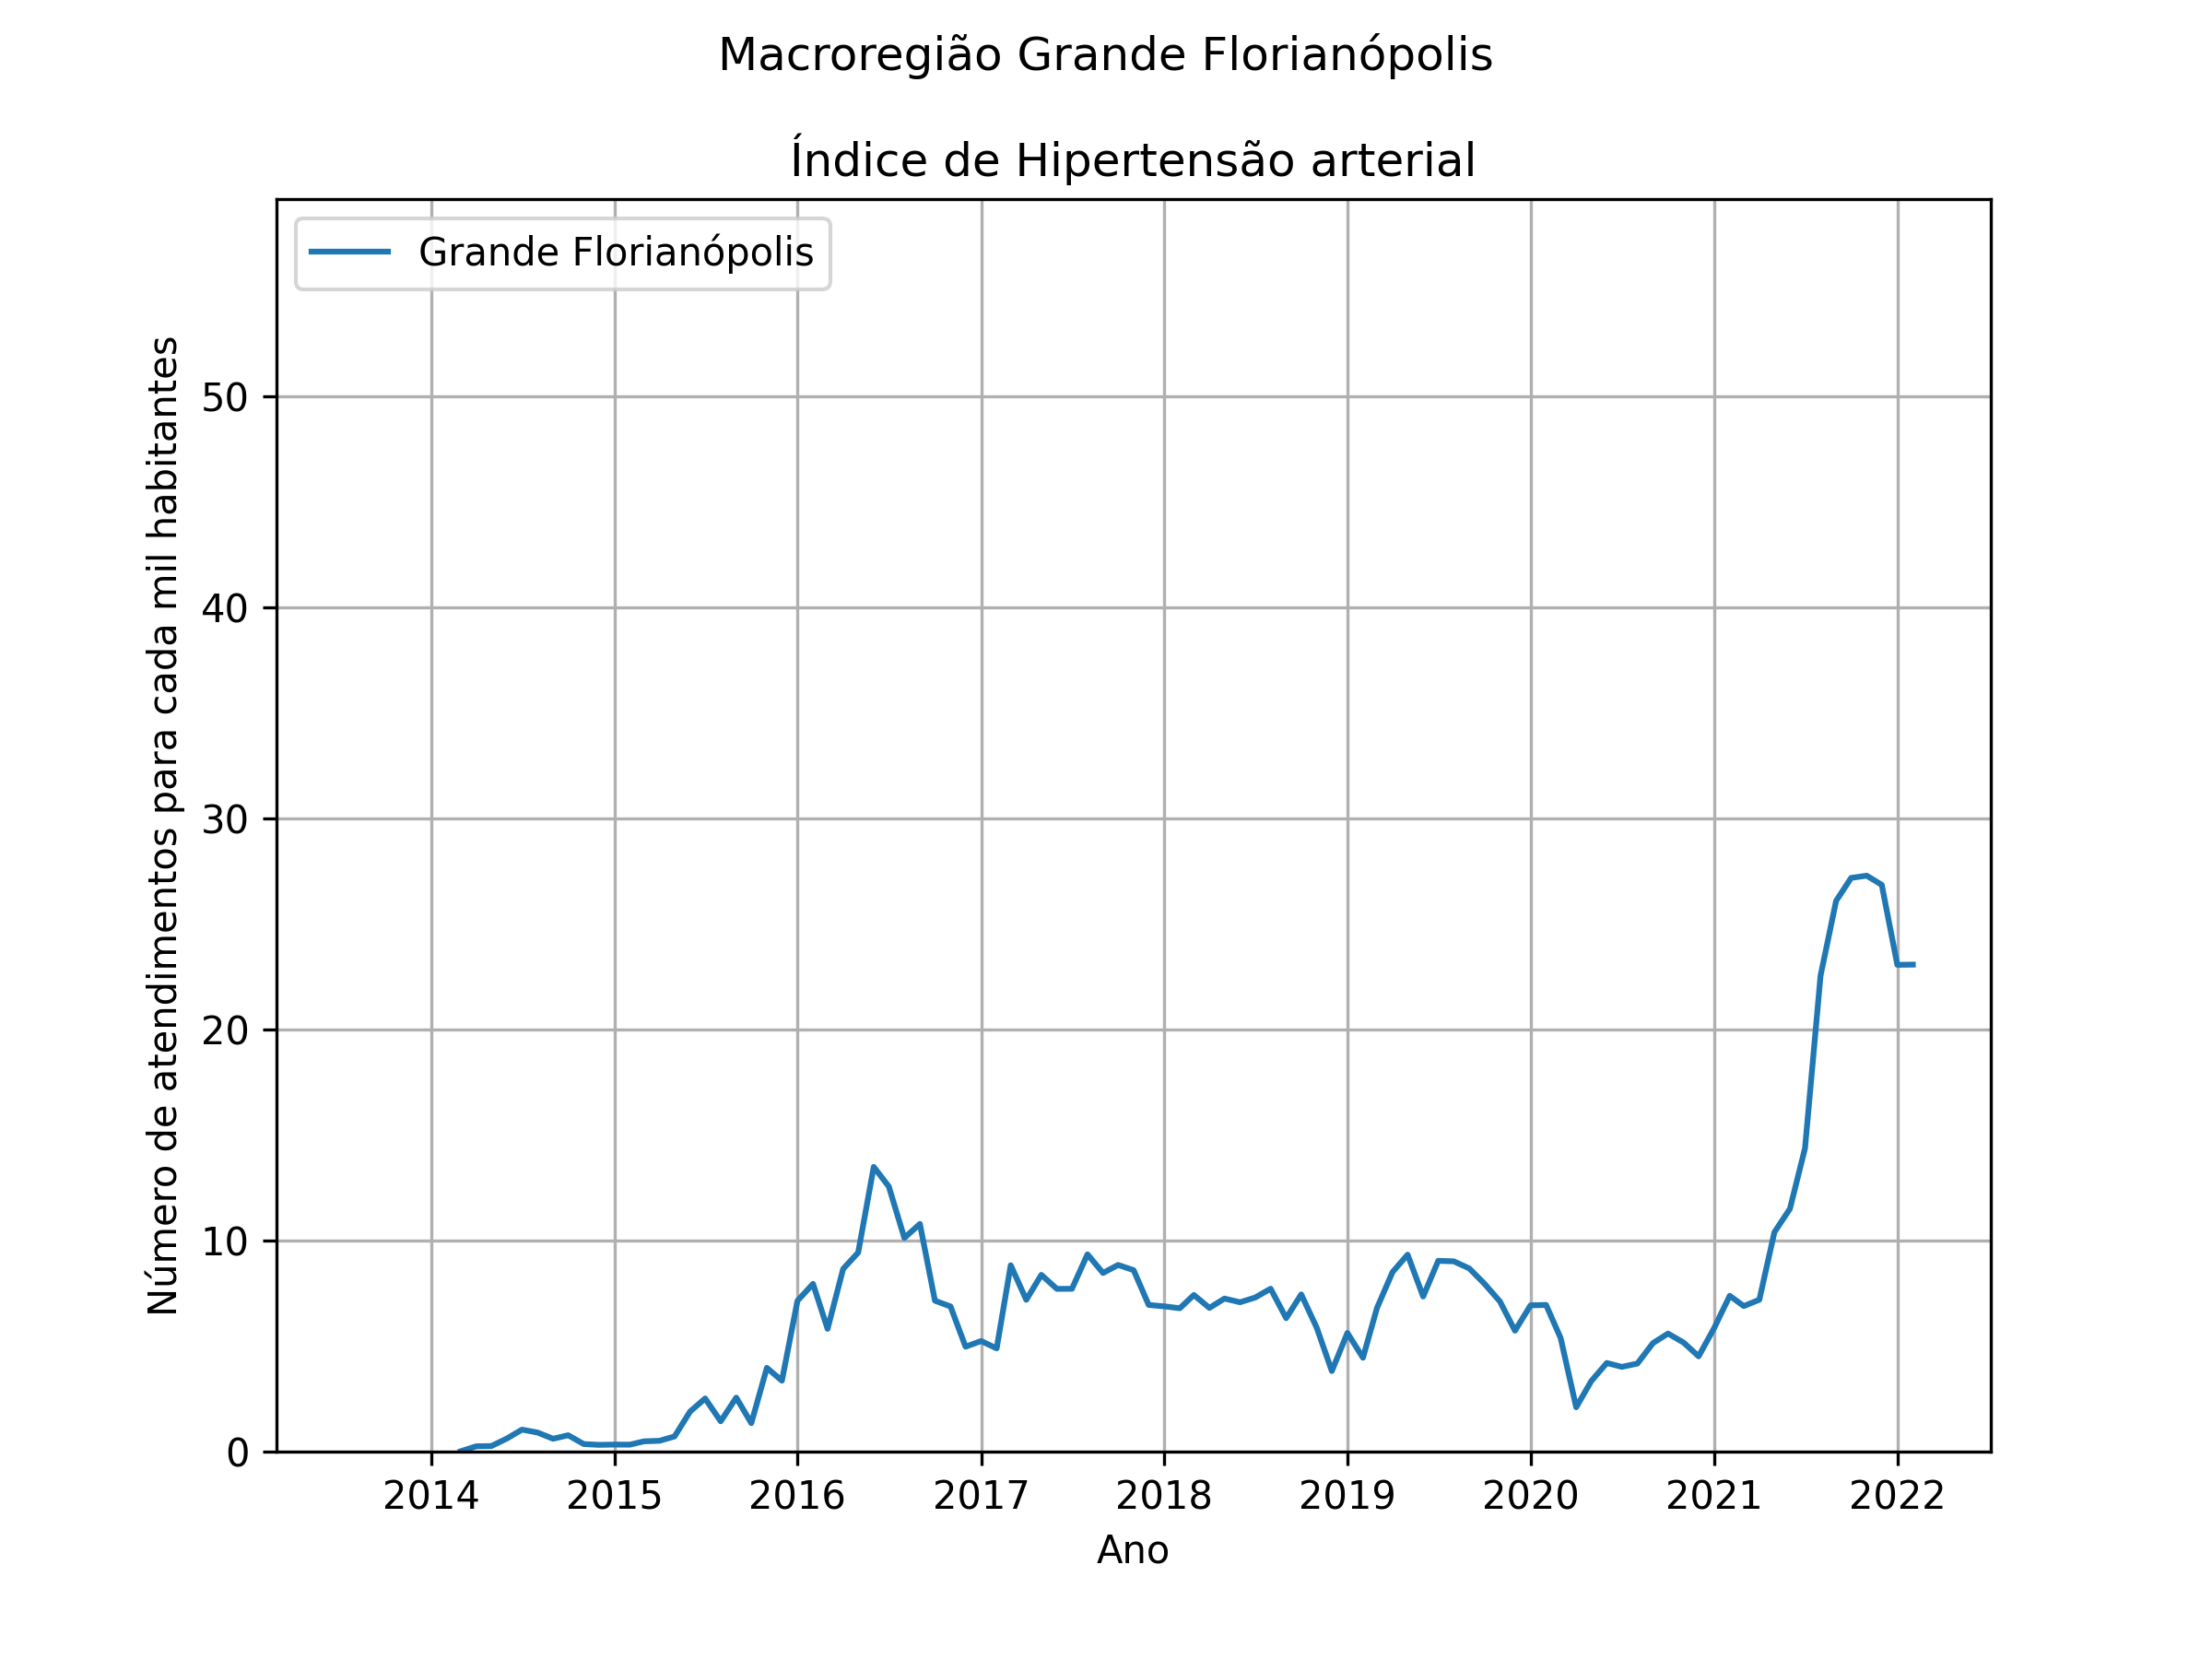 Macroregião Grande Florianópolis
Índice de Hipertensão arterial
Grande Florianópolis
Número de atendimentos para cada mil habitantes
50
40
30
20
10
0
2014 2015 2016 2017 2018 2019 2020 2021 2022
Ano